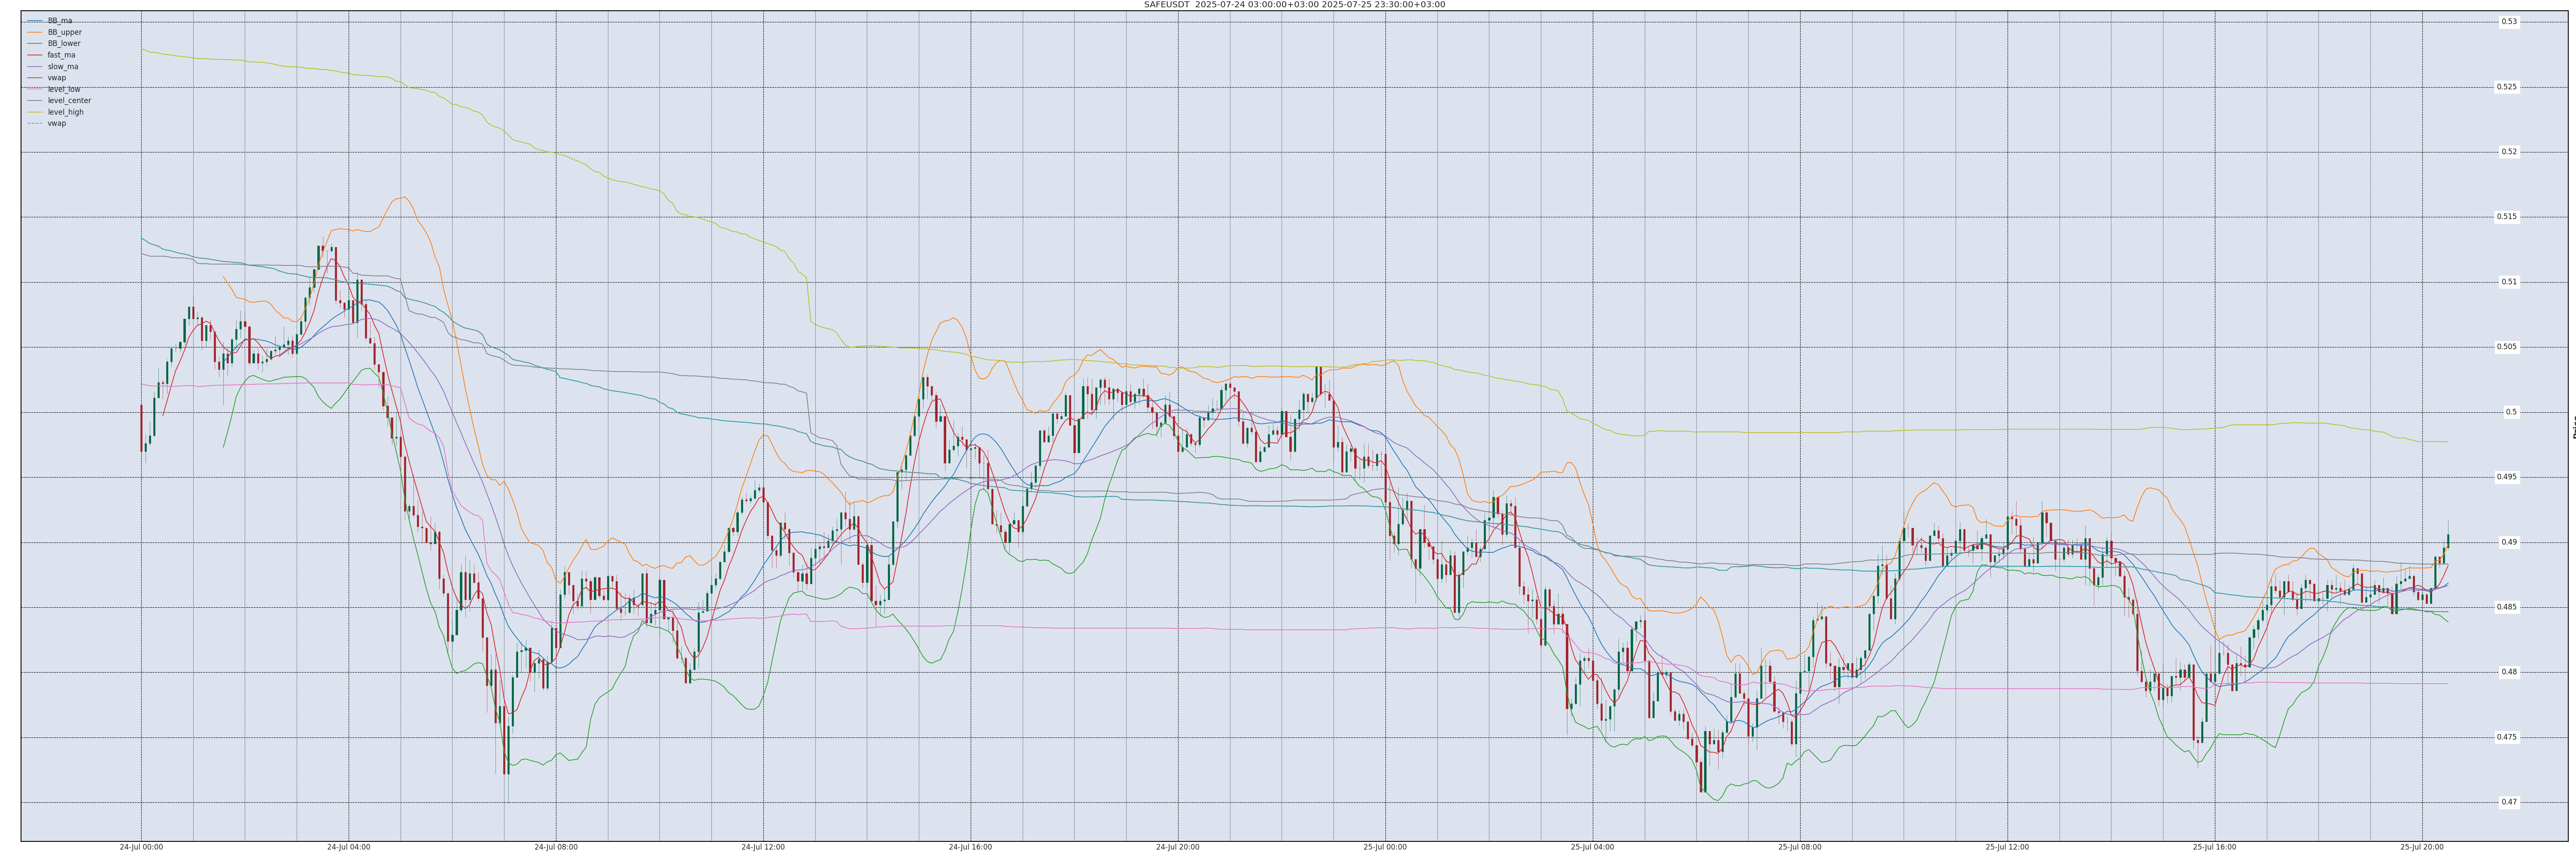 SAFEUSDT 2025-07-24 03:00:00+03:00 2025-07-25 23:30:00+03:00
BB_ma
BB_upper
BB_lower
fast_ma
slow_ma
vwap
level_low
level_center
level_high
vwap
0.53
0.525
0.52
0.515
0.51
0.505
0.5
0.495
0.49
0.485
0.48
0.475
0.47
24-Jul 00:00
24-Jul 04:00
24-Jul 08:00
24-Jul 12:00
24-Jul 16:00
24-Jul 20:00
25-Jul 00:00
25-Jul 04:00
25-Jul 08:00
25-Jul 12:00
25-Jul 16:00
25-Jul 20:00